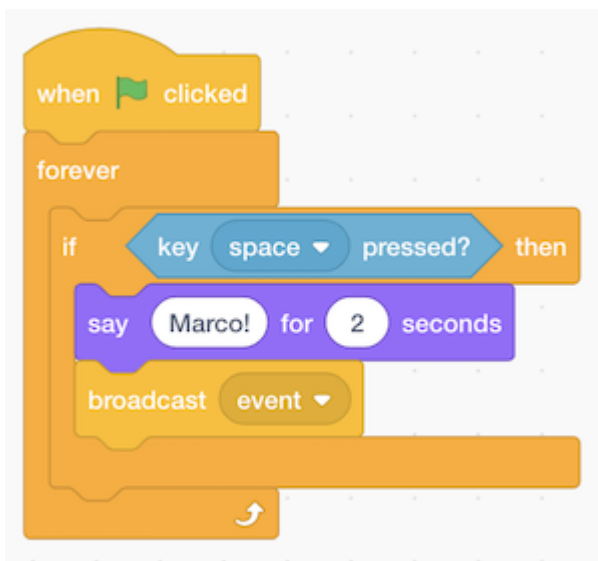 when clicked
forever
if key space pressed? then
say Marco! for 2 seconds
broadcast event